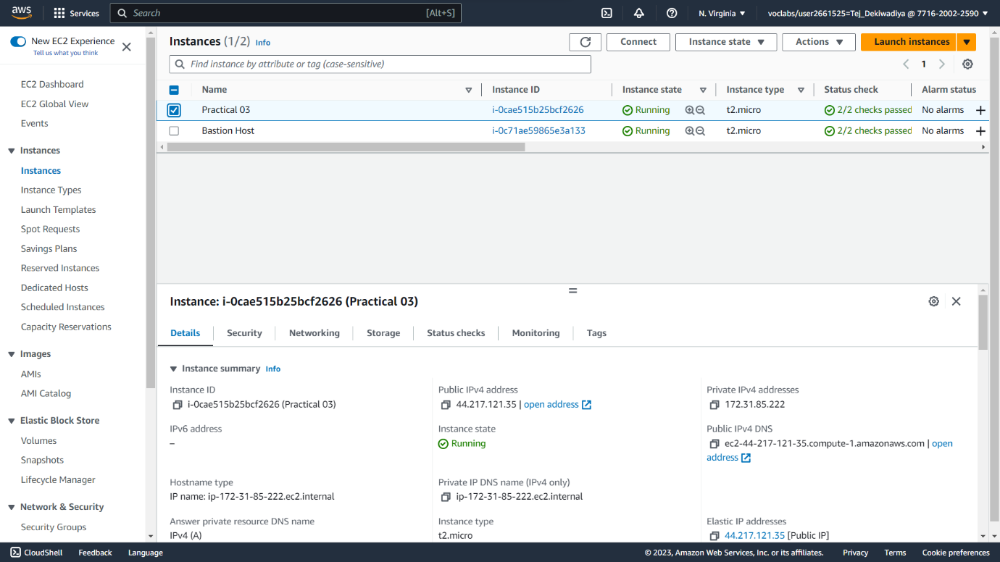 aws
Services
Search
[Alt+S]
N. Virginia
voclabs/user2661525=Tej_Dekiwadiya @ 7716-2002-2590
New EC2 Experience
Tell us what you think
EC2 Dashboard
EC2 Global View
Events
Instances
Instances
Instance Types
Launch Templates
Spot Requests
Savings Plans
Reserved Instances
Dedicated Hosts
Scheduled Instances
Capacity Reservations
Images
AMIs
AMI Catalog
Elastic Block Store
Volumes
Snapshots
Lifecycle Manager
Network & Security
Security Groups
Instances (1/2) Info
Connect
Instance state
Actions
Launch instances
Find instance by attribute or tag (case-sensitive)
1
Name Instance ID Instance state Instance type Status check Alarm status
Practical 03 i-0cae515b25bcf2626 Running t2.micro 2/2 checks passed No alarms
Bastion Host i-0c71ae59865e3a133 Running t2.micro 2/2 checks passed No alarms
Instance: i-0cae515b25bcf2626 (Practical 03)
Details Security Networking Storage Status checks Monitoring Tags
Instance summary Info
Instance ID
i-0cae515b25bcf2626 (Practical 03)
Public IPv4 address
44.217.121.35 | open address
Private IPv4 addresses
172.31.85.222
IPv6 address
–
Instance state
Running
Public IPv4 DNS
ec2-44-217-121-35.compute-1.amazonaws.com | open
address
Hostname type
IP name: ip-172-31-85-222.ec2.internal
Private IP DNS name (IPv4 only)
ip-172-31-85-222.ec2.internal
Answer private resource DNS name
IPv4 (A)
Instance type
t2.micro
Elastic IP addresses
44.217.121.35 [Public IP]
CloudShell Feedback Language
© 2023, Amazon Web Services, Inc. or its affiliates. Privacy Terms Cookie preferences